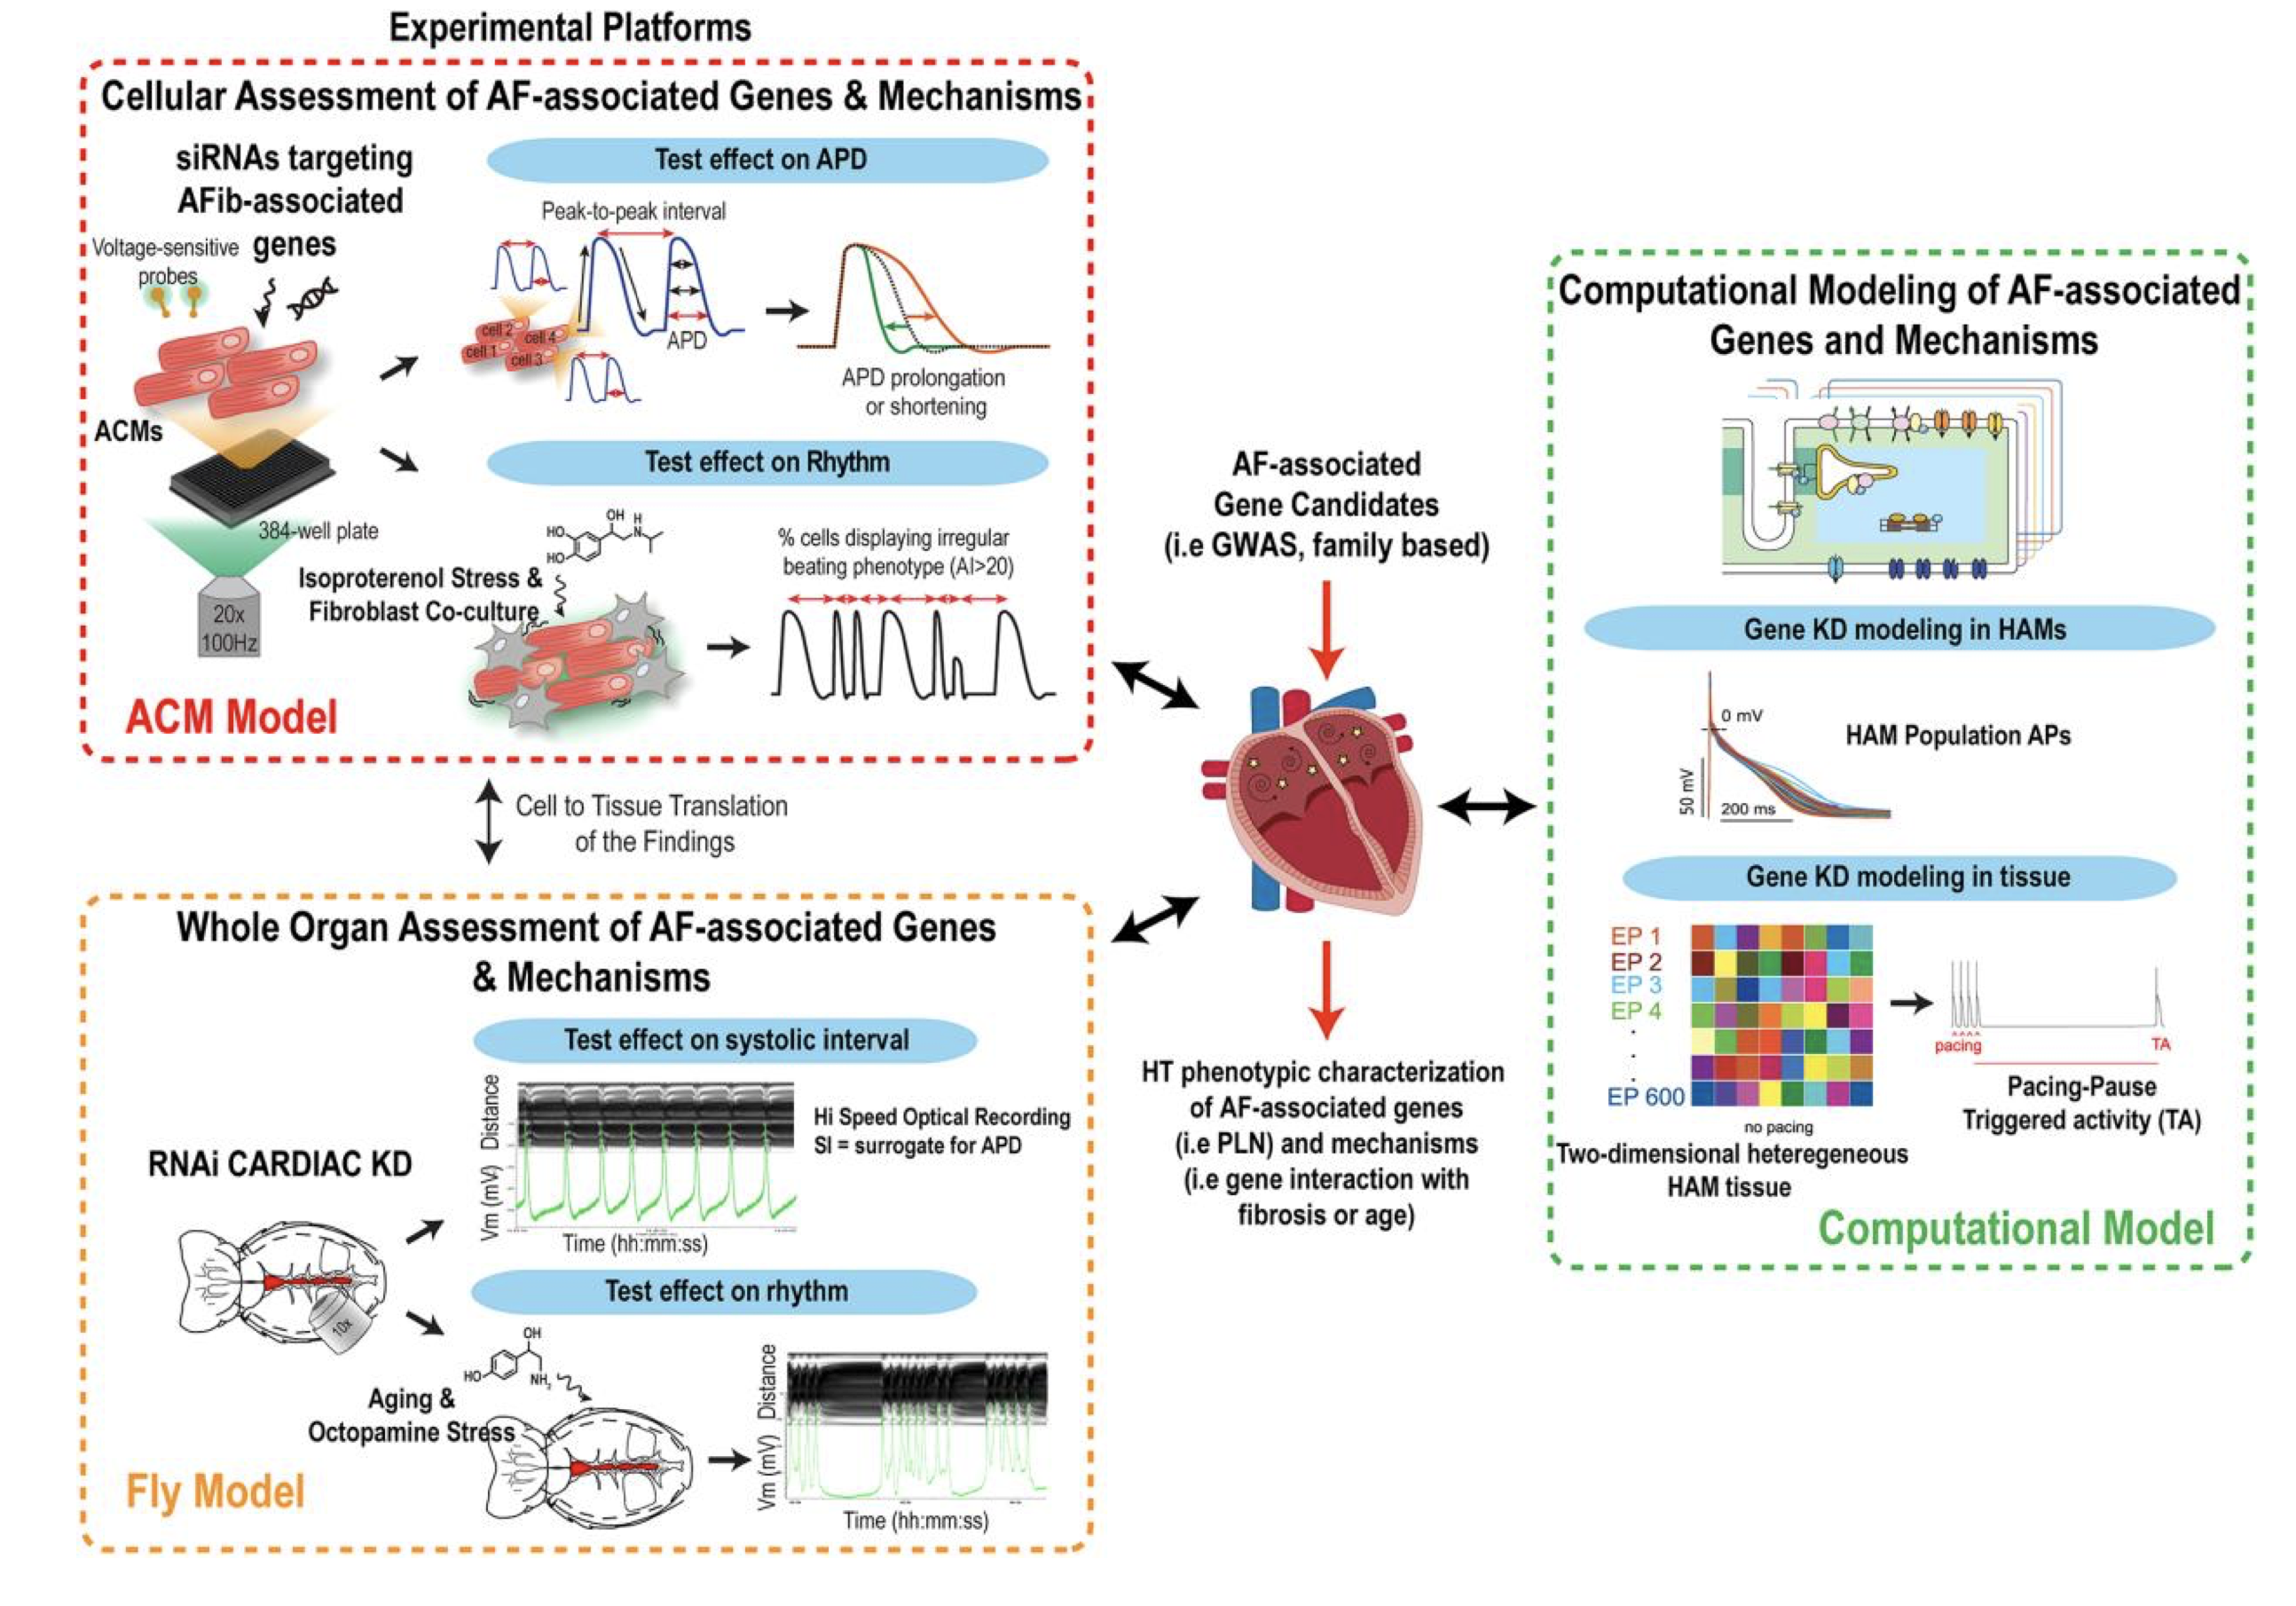 Experimental Platforms
Cellular Assessment of AF-associated Genes & Mechanisms
siRNAs targeting
AFib-associated
genes
Voltage-sensitive
probes
ACMs
384-well plate
20x
100Hz
Test effect on APD
Peak-to-peak interval
cell 2
cell 4
cell 1
cell 3
APD
APD prolongation
or shortening
Test effect on Rhythm
OH
H
HO
N
HO
Isoproterenol Stress &
Fibroblast Co-culture
% cells displaying irregular
beating phenotype (AI>20)
ACM Model
Cell to Tissue Translation
of the Findings
Whole Organ Assessment of AF-associated Genes
& Mechanisms
Test effect on systolic interval
RNAi CARDIAC KD
10x
Distance
Vm (mV)
Time (hh:mm:ss)
Hi Speed Optical Recording
SI = surrogate for APD
Test effect on rhythm
OH
HO
NH2
Aging &
Octopamine Stress
Distance
Vm (mV)
Time (hh:mm:ss)
Fly Model
AF-associated
Gene Candidates
(i.e GWAS, family based)
HT phenotypic characterization
of AF-associated genes
(i.e PLN) and mechanisms
(i.e gene interaction with
fibrosis or age)
Computational Modeling of AF-associated
Genes and Mechanisms
Gene KD modeling in HAMs
0 mV
50 mV
200 ms
HAM Population APs
Gene KD modeling in tissue
EP 1
EP 2
EP 3
EP 4
.
.
.
EP 600
no pacing
Two-dimensional heteregeneous
HAM tissue
pacing
TA
Pacing-Pause
Triggered activity (TA)
Computational Model